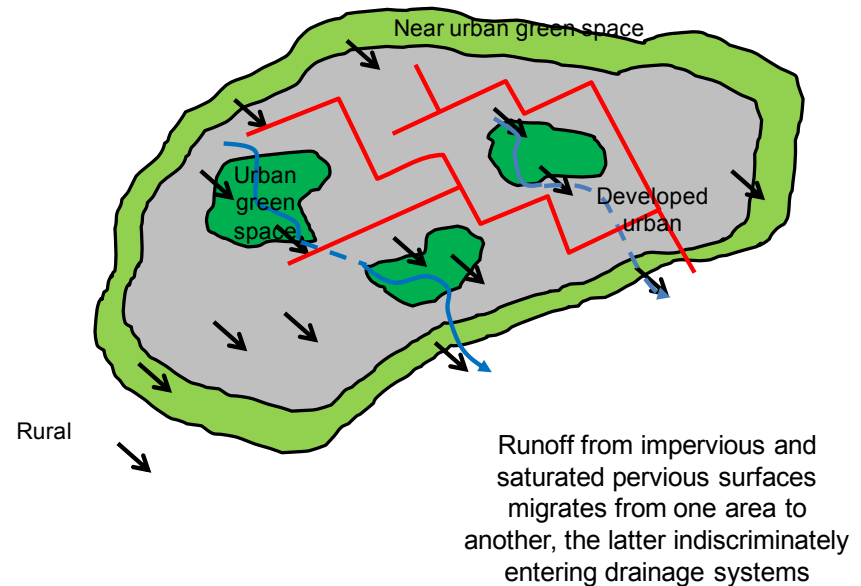 Near urban green space
Urban
green
space
Developed
urban
Rural
Runoff from impervious and
saturated pervious surfaces
migrates from one area to
another, the latter indiscriminately
entering drainage systems